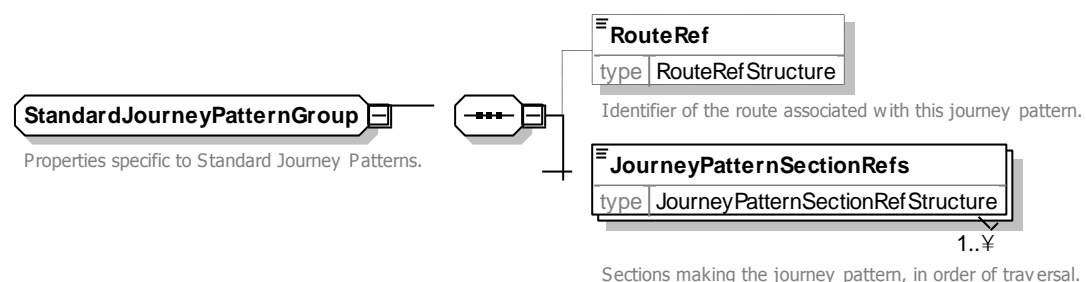 RouteRef
type RouteRefStructure
Identifier of the route associated with this journey pattern.
StandardJourneyPatternGroup
Properties specific to Standard Journey Patterns.
JourneyPatternSectionRefs
type JourneyPatternSectionRefStructure
1..¥
Sections making the journey pattern, in order of traversal.